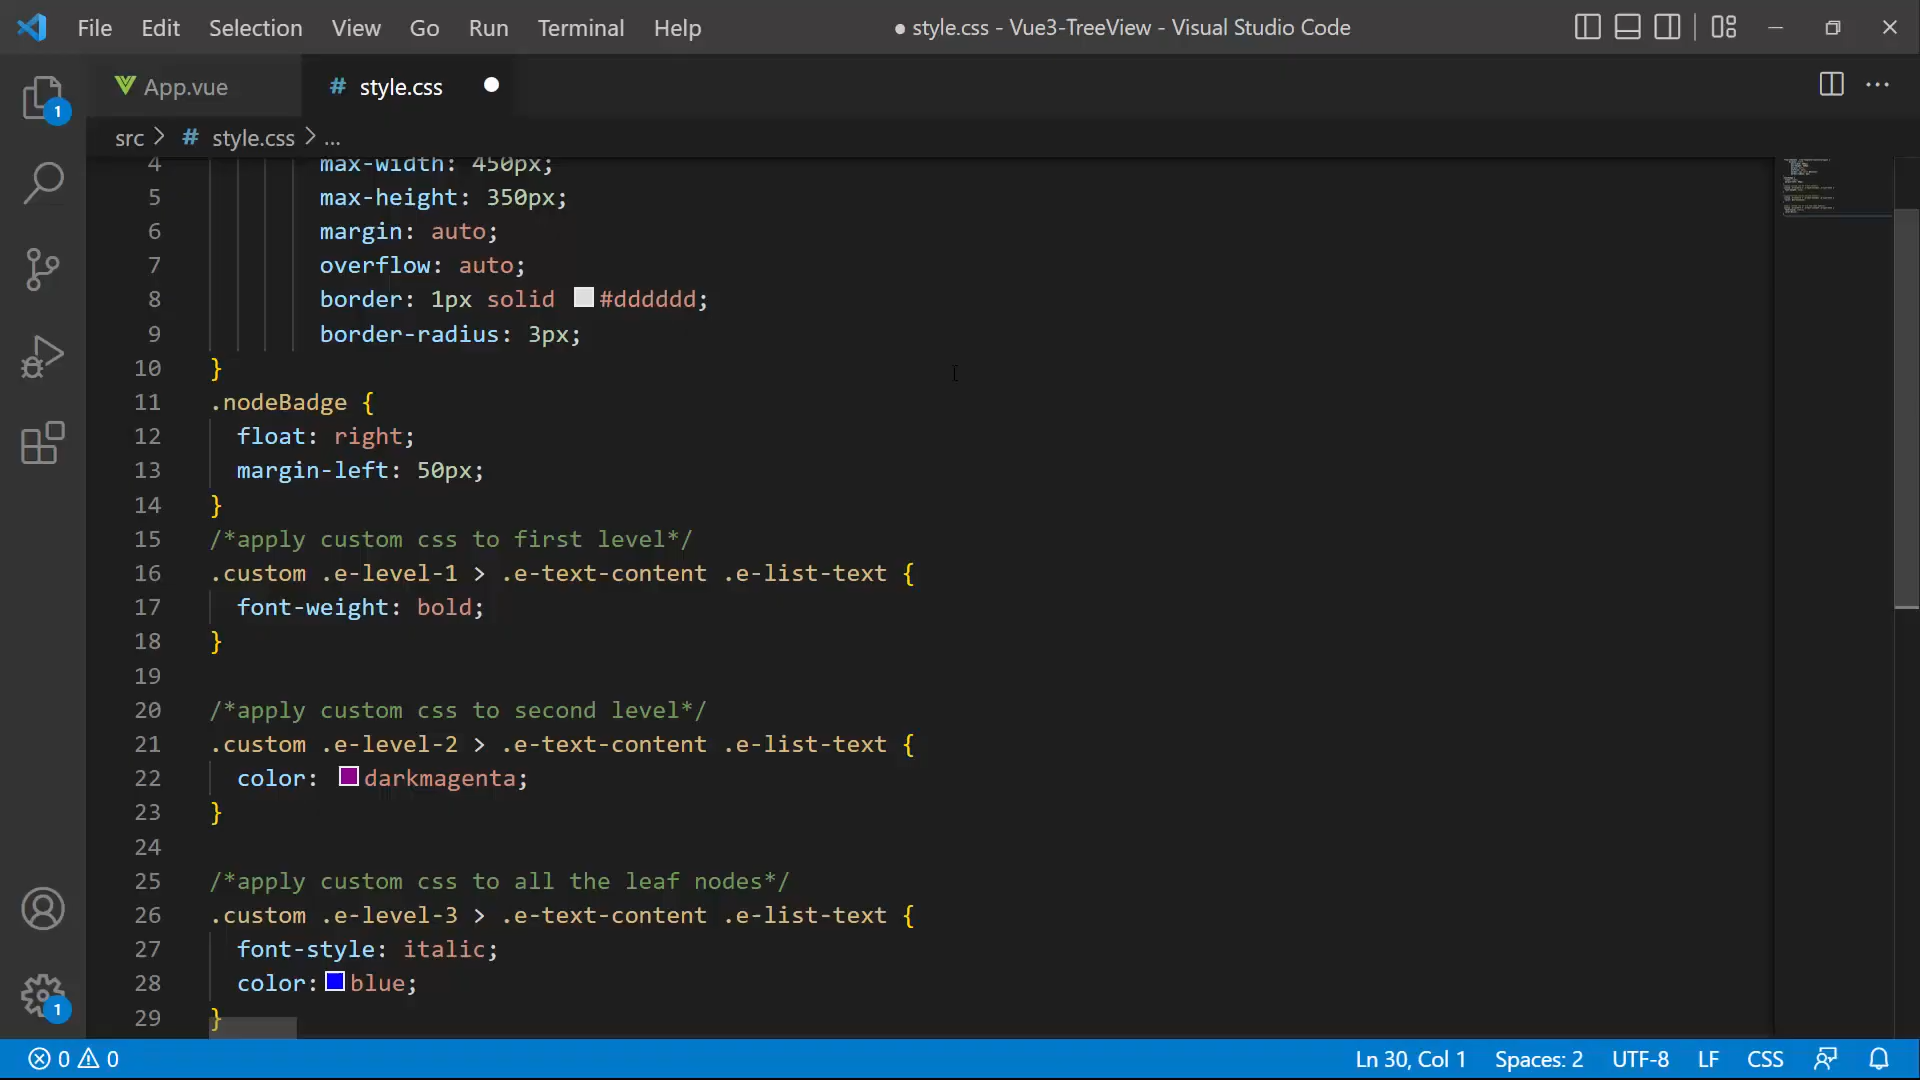 File Edit Selection View Go Run Terminal Help ● style.css - Vue3-TreeView - Visual Studio Code
1 App.vue # style.css
src > # style.css > ...
4 max-width: 450px;
5 max-height: 350px;
6 margin: auto;
7 overflow: auto;
8 border: 1px solid #dddddd;
9 border-radius: 3px;
10 }
11 .nodeBadge {
12 float: right;
13 margin-left: 50px;
14 }
15 /*apply custom css to first level*/
16 .custom .e-level-1 > .e-text-content .e-list-text {
17 font-weight: bold;
18 }
19
20 /*apply custom css to second level*/
21 .custom .e-level-2 > .e-text-content .e-list-text {
22 color: darkmagenta;
23 }
24
25 /*apply custom css to all the leaf nodes*/
26 .custom .e-level-3 > .e-text-content .e-list-text {
27 font-style: italic;
28 color: blue;
29 }
1
0 0 Ln 30, Col 1 Spaces: 2 UTF-8 LF CSS